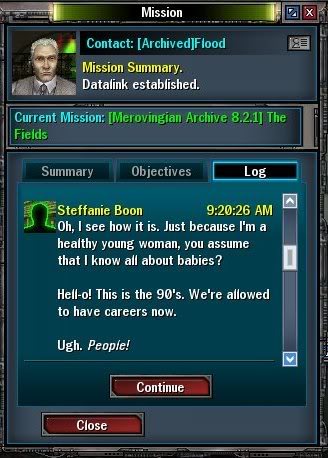 Mission
Contact: [Archived]Flood
Mission Summary.
Datalink established.
Current Mission: [Merovingian Archive 8.2.1] The
Fields
Summary
Objectives
Log
Steffanie Boon 9:20:26 AM
Oh, I see how it is. Just because I'm a
healthy young woman, you assume
that I know all about babies?
Hell-o! This is the 90's. We're allowed
to have careers now.
Ugh. People!
Continue
Close